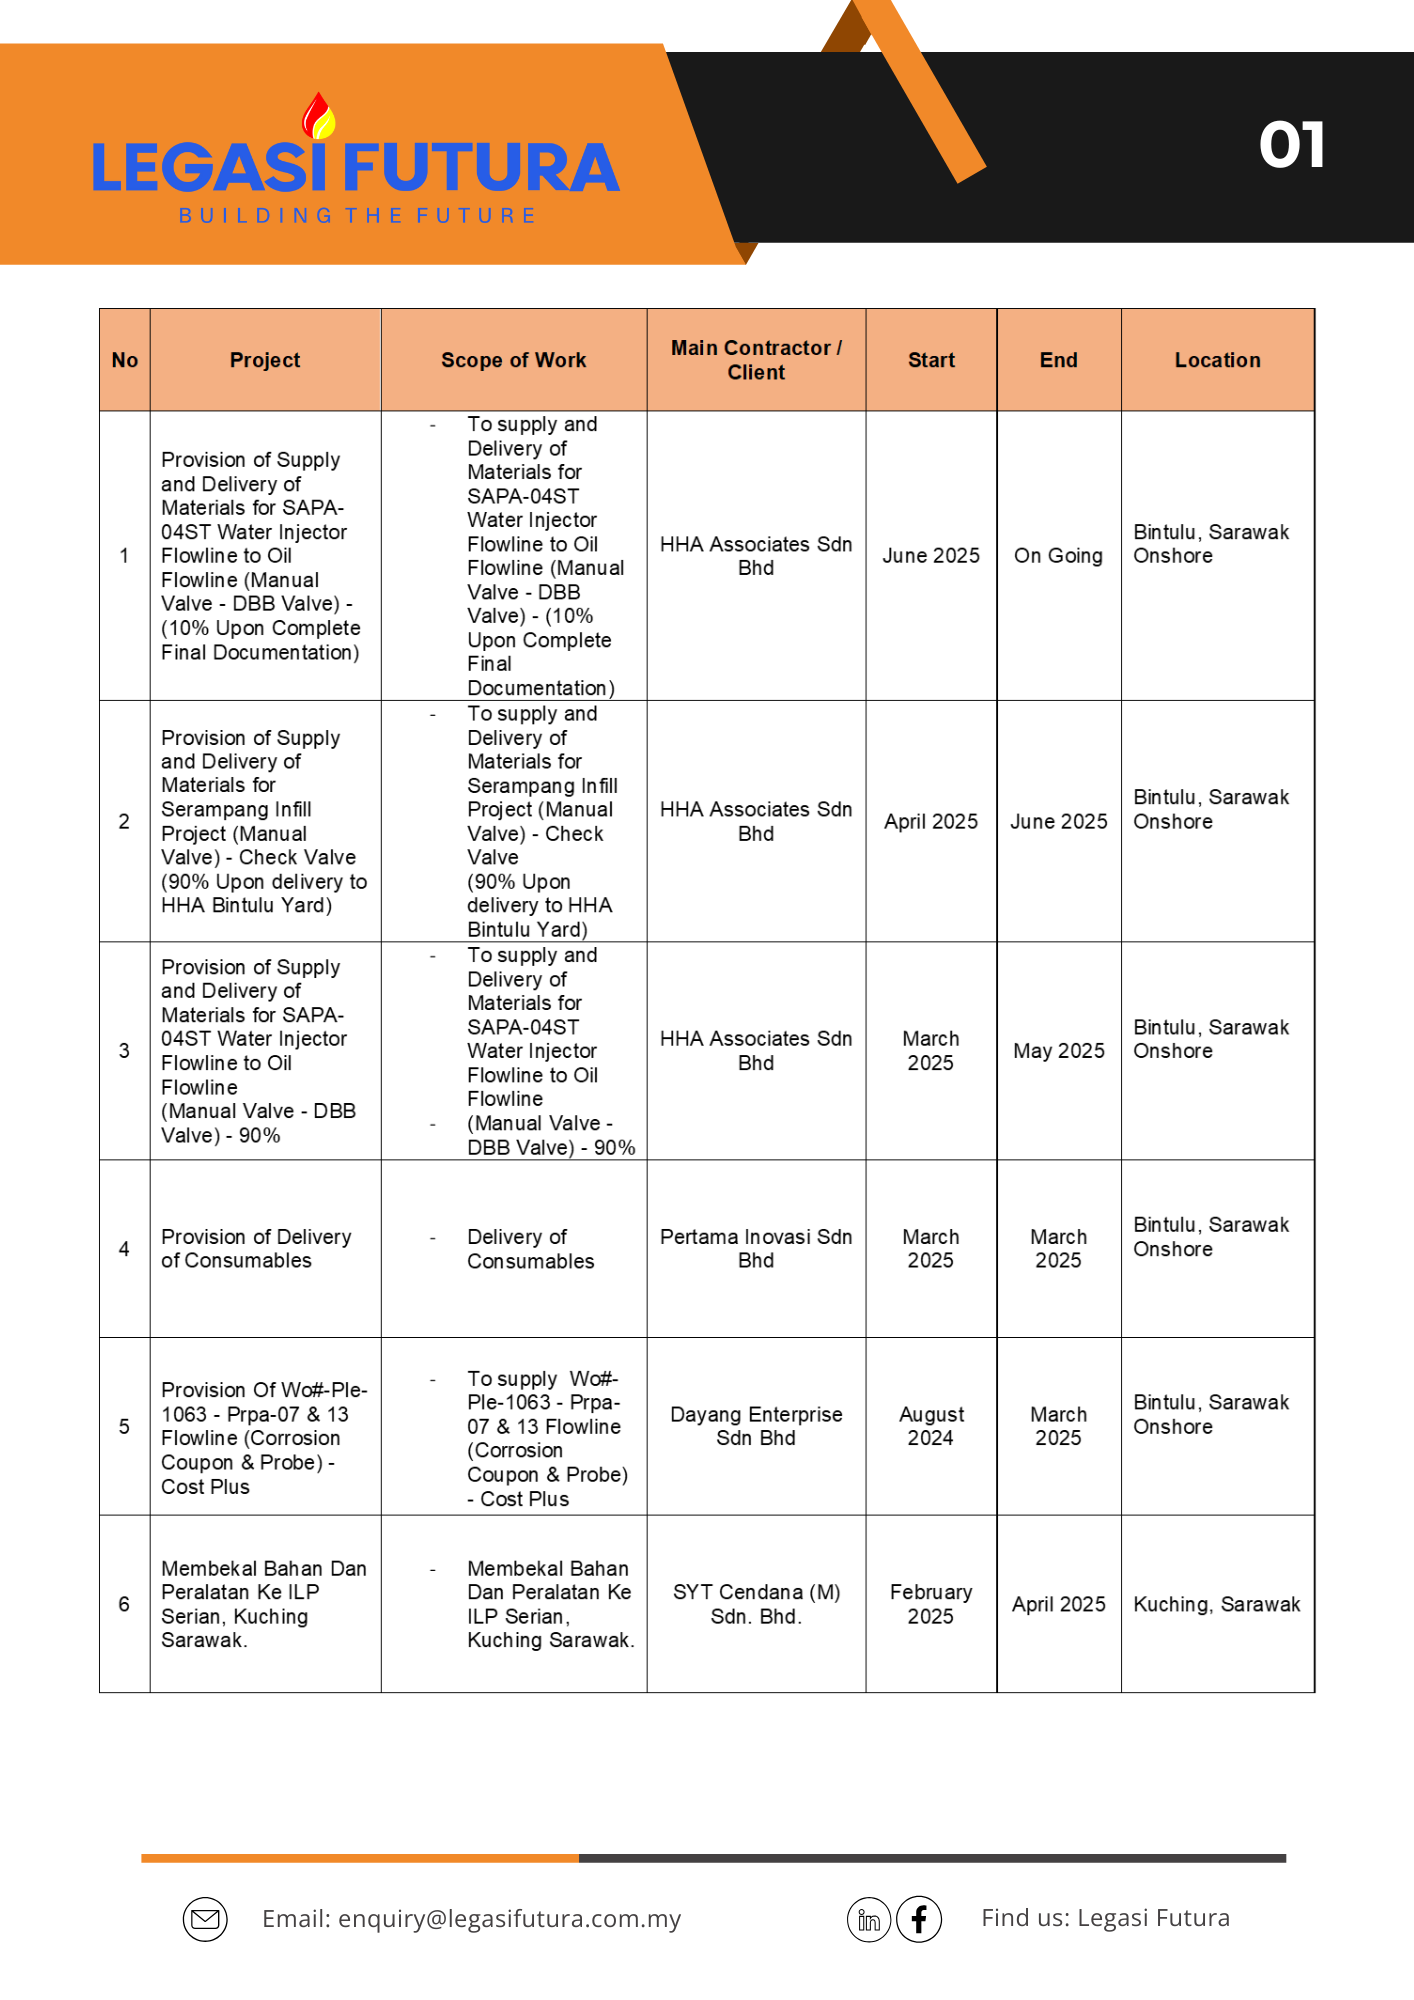 01
LEGASI FUTURA
BUILDING THE FUTURE
No
Project
Scope of Work
Main Contractor /
Client
Start
End
Location
1
Provision of Supply
and Delivery of
Materials for SAPA-
04ST Water Injector
Flowline to Oil
Flowline (Manual
Valve - DBB Valve) -
(10% Upon Complete
Final Documentation)
- To supply and
Delivery of
Materials for
SAPA-04ST
Water Injector
Flowline to Oil
Flowline (Manual
Valve - DBB
Valve) - (10%
Upon Complete
Final
Documentation)
HHA Associates Sdn
Bhd
June 2025
On Going
Bintulu, Sarawak
Onshore
2
Provision of Supply
and Delivery of
Materials for
Serampang Infill
Project (Manual
Valve) - Check Valve
(90% Upon delivery to
HHA Bintulu Yard)
- To supply and
Delivery of
Materials for
Serampang Infill
Project (Manual
Valve) - Check
Valve
(90% Upon
delivery to HHA
Bintulu Yard)
HHA Associates Sdn
Bhd
April 2025
June 2025
Bintulu, Sarawak
Onshore
3
Provision of Supply
and Delivery of
Materials for SAPA-
04ST Water Injector
Flowline to Oil
Flowline
(Manual Valve - DBB
Valve) - 90%
- To supply and
Delivery of
Materials for
SAPA-04ST
Water Injector
Flowline to Oil
Flowline
- (Manual Valve -
DBB Valve) - 90%
HHA Associates Sdn
Bhd
March
2025
May 2025
Bintulu, Sarawak
Onshore
4
Provision of Delivery
of Consumables
- Delivery of
Consumables
Pertama Inovasi Sdn
Bhd
March
2025
March
2025
Bintulu, Sarawak
Onshore
5
Provision Of Wo#-Ple-
1063 - Prpa-07 & 13
Flowline (Corrosion
Coupon & Probe) -
Cost Plus
- To supply Wo#-
Ple-1063 - Prpa-
07 & 13 Flowline
(Corrosion
Coupon & Probe)
- Cost Plus
Dayang Enterprise
Sdn Bhd
August
2024
March
2025
Bintulu, Sarawak
Onshore
6
Membekal Bahan Dan
Peralatan Ke ILP
Serian, Kuching
Sarawak.
- Membekal Bahan
Dan Peralatan Ke
ILP Serian,
Kuching Sarawak.
SYT Cendana (M)
Sdn. Bhd.
February
2025
April 2025
Kuching, Sarawak
Email: enquiry@legasifutura.com.my
in
f
Find us: Legasi Futura